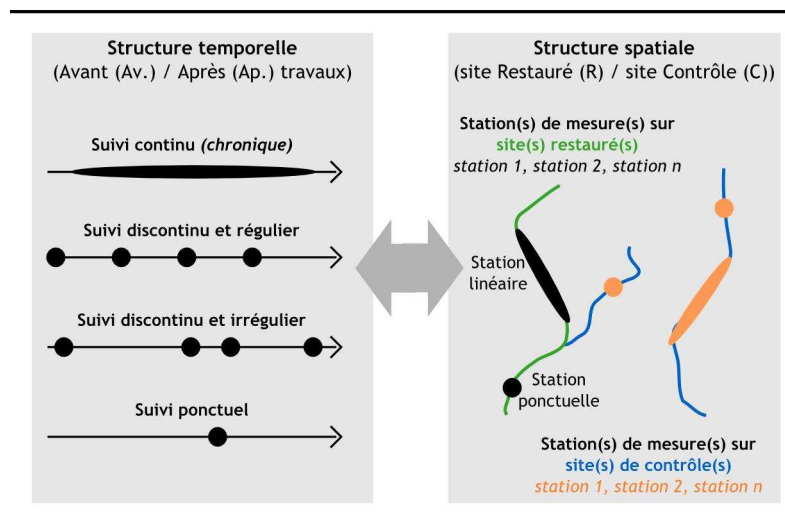 Structure temporelle
(Avant (Av.) / Après (Ap.) travaux)
Suivi continu (chronique)
Suivi discontinu et régulier
Suivi discontinu et irrégulier
Suivi ponctuel
Structure spatiale
(site Restauré (R) / site Contrôle (C))
Station(s) de mesure(s) sur
site(s) restauré(s)
station 1, station 2, station n
Station
linéaire
Station
ponctuelle
Station(s) de mesure(s) sur
site(s) de contrôle(s)
station 1, station 2, station n